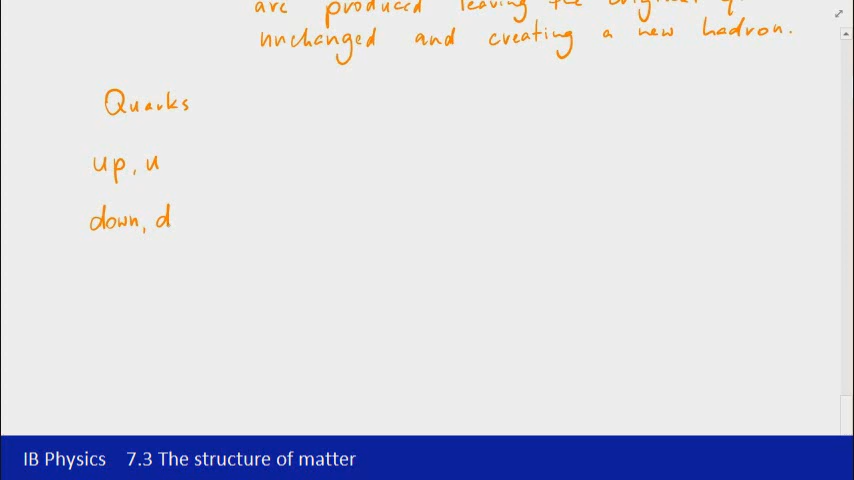 are produced leaving the original
unchanged and creating a new hadron.
Quarks
up, u
down, d
IB Physics 7.3 The structure of matter